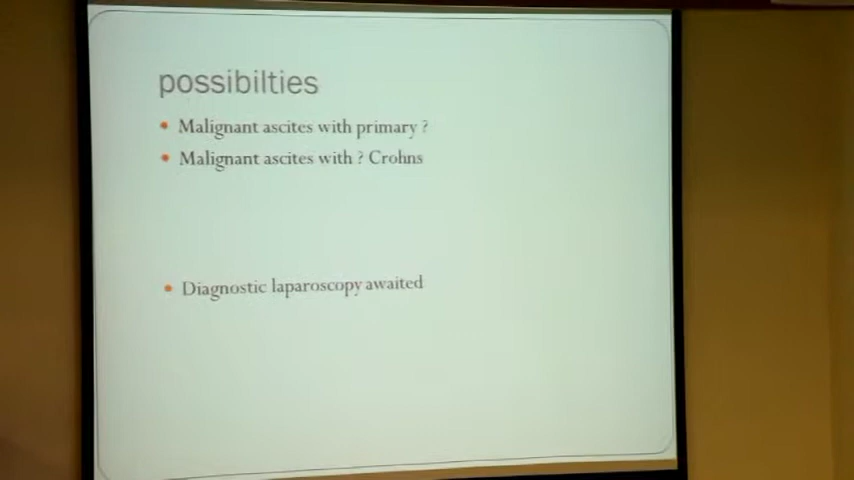 possibilties
Malignant ascites with primary ?
Malignant ascites with ? Crohns
Diagnostic laparoscopy awaited